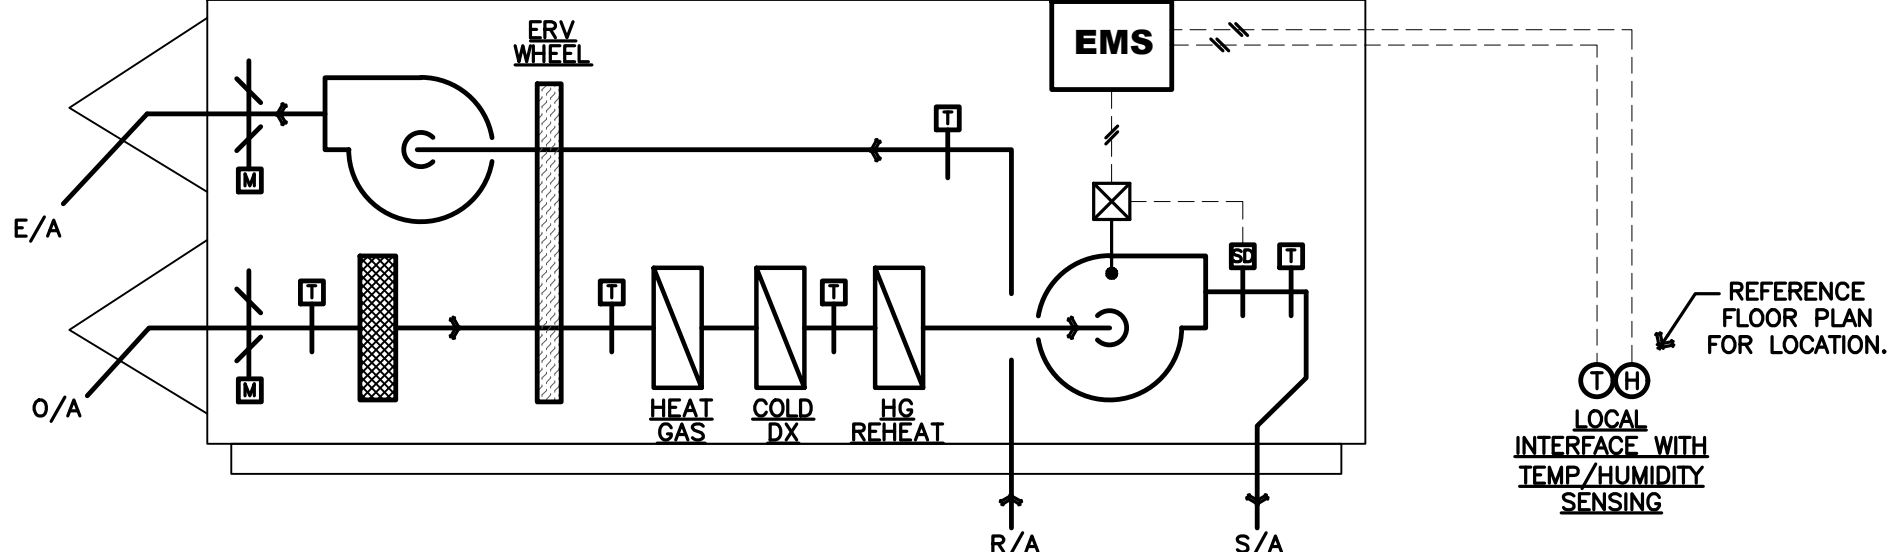 ERV
WHEEL
EMS
T
M
E/A
SD
T
T
T
T
REFERENCE
FLOOR PLAN
FOR LOCATION.
M
O/A
HEAT
GAS
COLD
DX
HG
REHEAT
T H
LOCAL
INTERFACE WITH
TEMP/HUMIDITY
SENSING
R/A
S/A